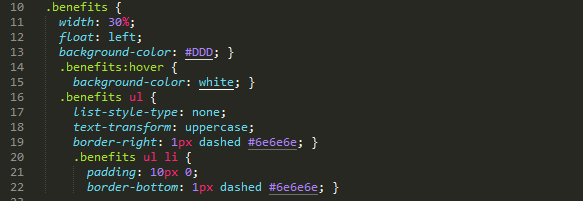 10 .benefits {
11 width: 30%;
12 float: left;
13 background-color: #DDD; }
14 .benefits:hover {
15 background-color: white; }
16 .benefits ul {
17 list-style-type: none;
18 text-transform: uppercase;
19 border-right: 1px dashed #6e6e6e; }
20 .benefits ul li {
21 padding: 10px 0;
22 border-bottom: 1px dashed #6e6e6e; }
23